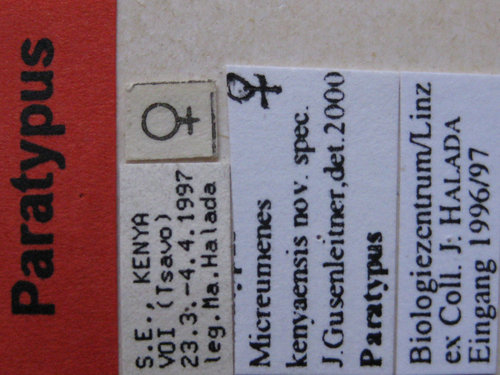 Paratypus
♀
S.E., KENYA
VOI (Tsavo)
23.3.-4.4.1997
leg.Ma.Halada
♀
Micreumenes
kenyaensis nov. spec.
J.Gusenleitner,det.2000
Paratypus
Biologiezentrum/Linz
ex Coll. J. HALADA
Eingang 1996/97